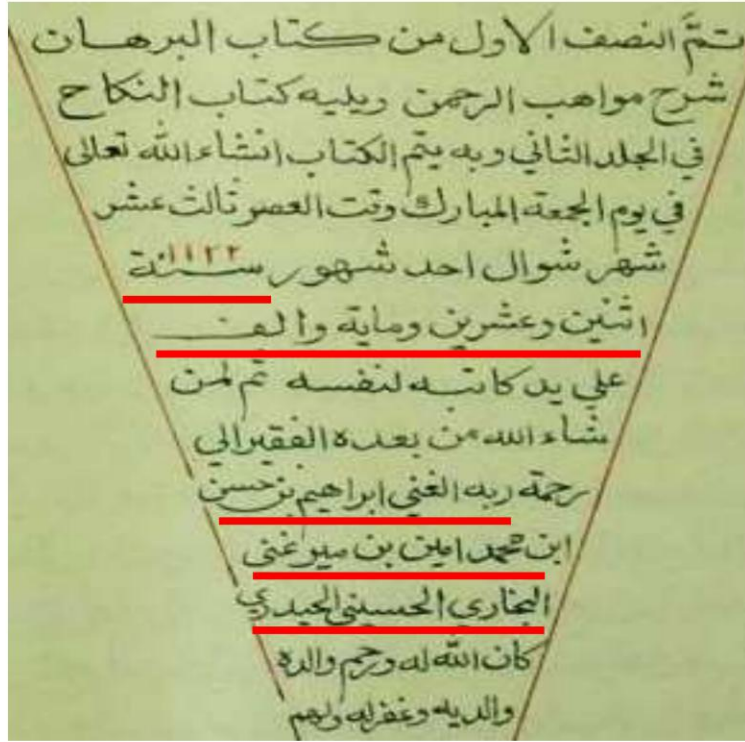 تمَّ النصف الاول من كتاب البرهان
شرح مواهب الرحمن ويليه كتاب النكاح
في الجلد الثاني وبه يتم الكتاب انشاء الله تعالى
في يوم الجمعة المبارك وقت العصر ثالث عشر
شهر شوال احد شهور سنة ١١٢٢
اثنين وعشرين وماية والف
علي يد كاتبه لنفسه ثم لمن
شاء الله من بعده الفقير الي
رحمة ربه الغني ابراهيم بن حسن
ابن محمد امين بن مير غني
البخاري الحسيني الحيدري
كان الله له ورحم والده
والديه وغفر له ولهم